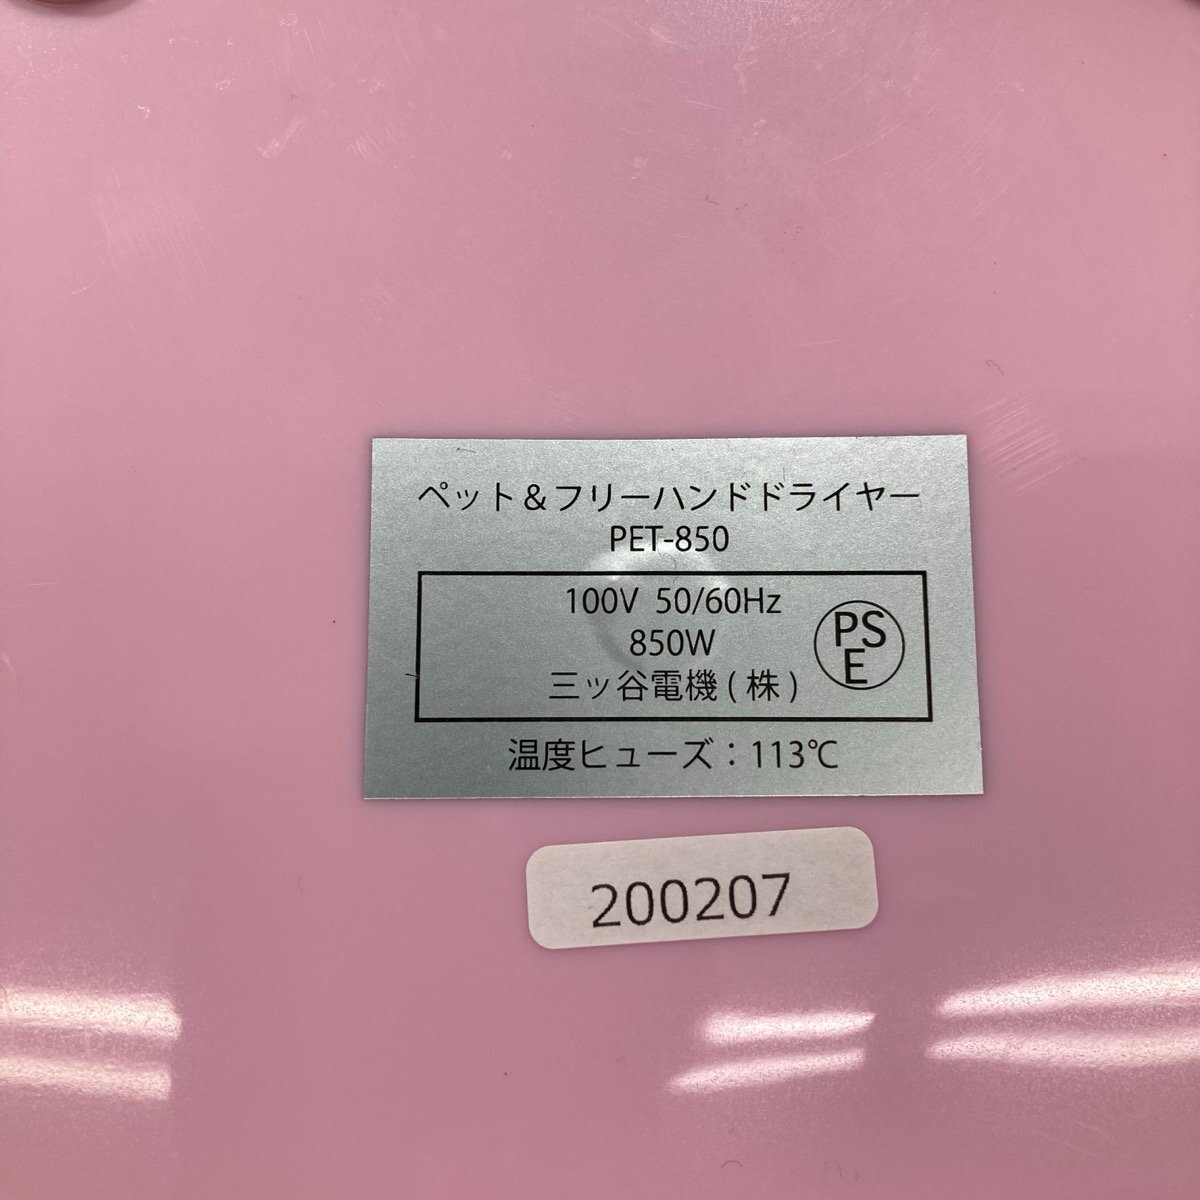 ペット&フリーハンドドライヤー
PET-850
100V 50/60Hz
850W
三ッ谷電機(株)
PS
E
温度ヒューズ:113℃
200207